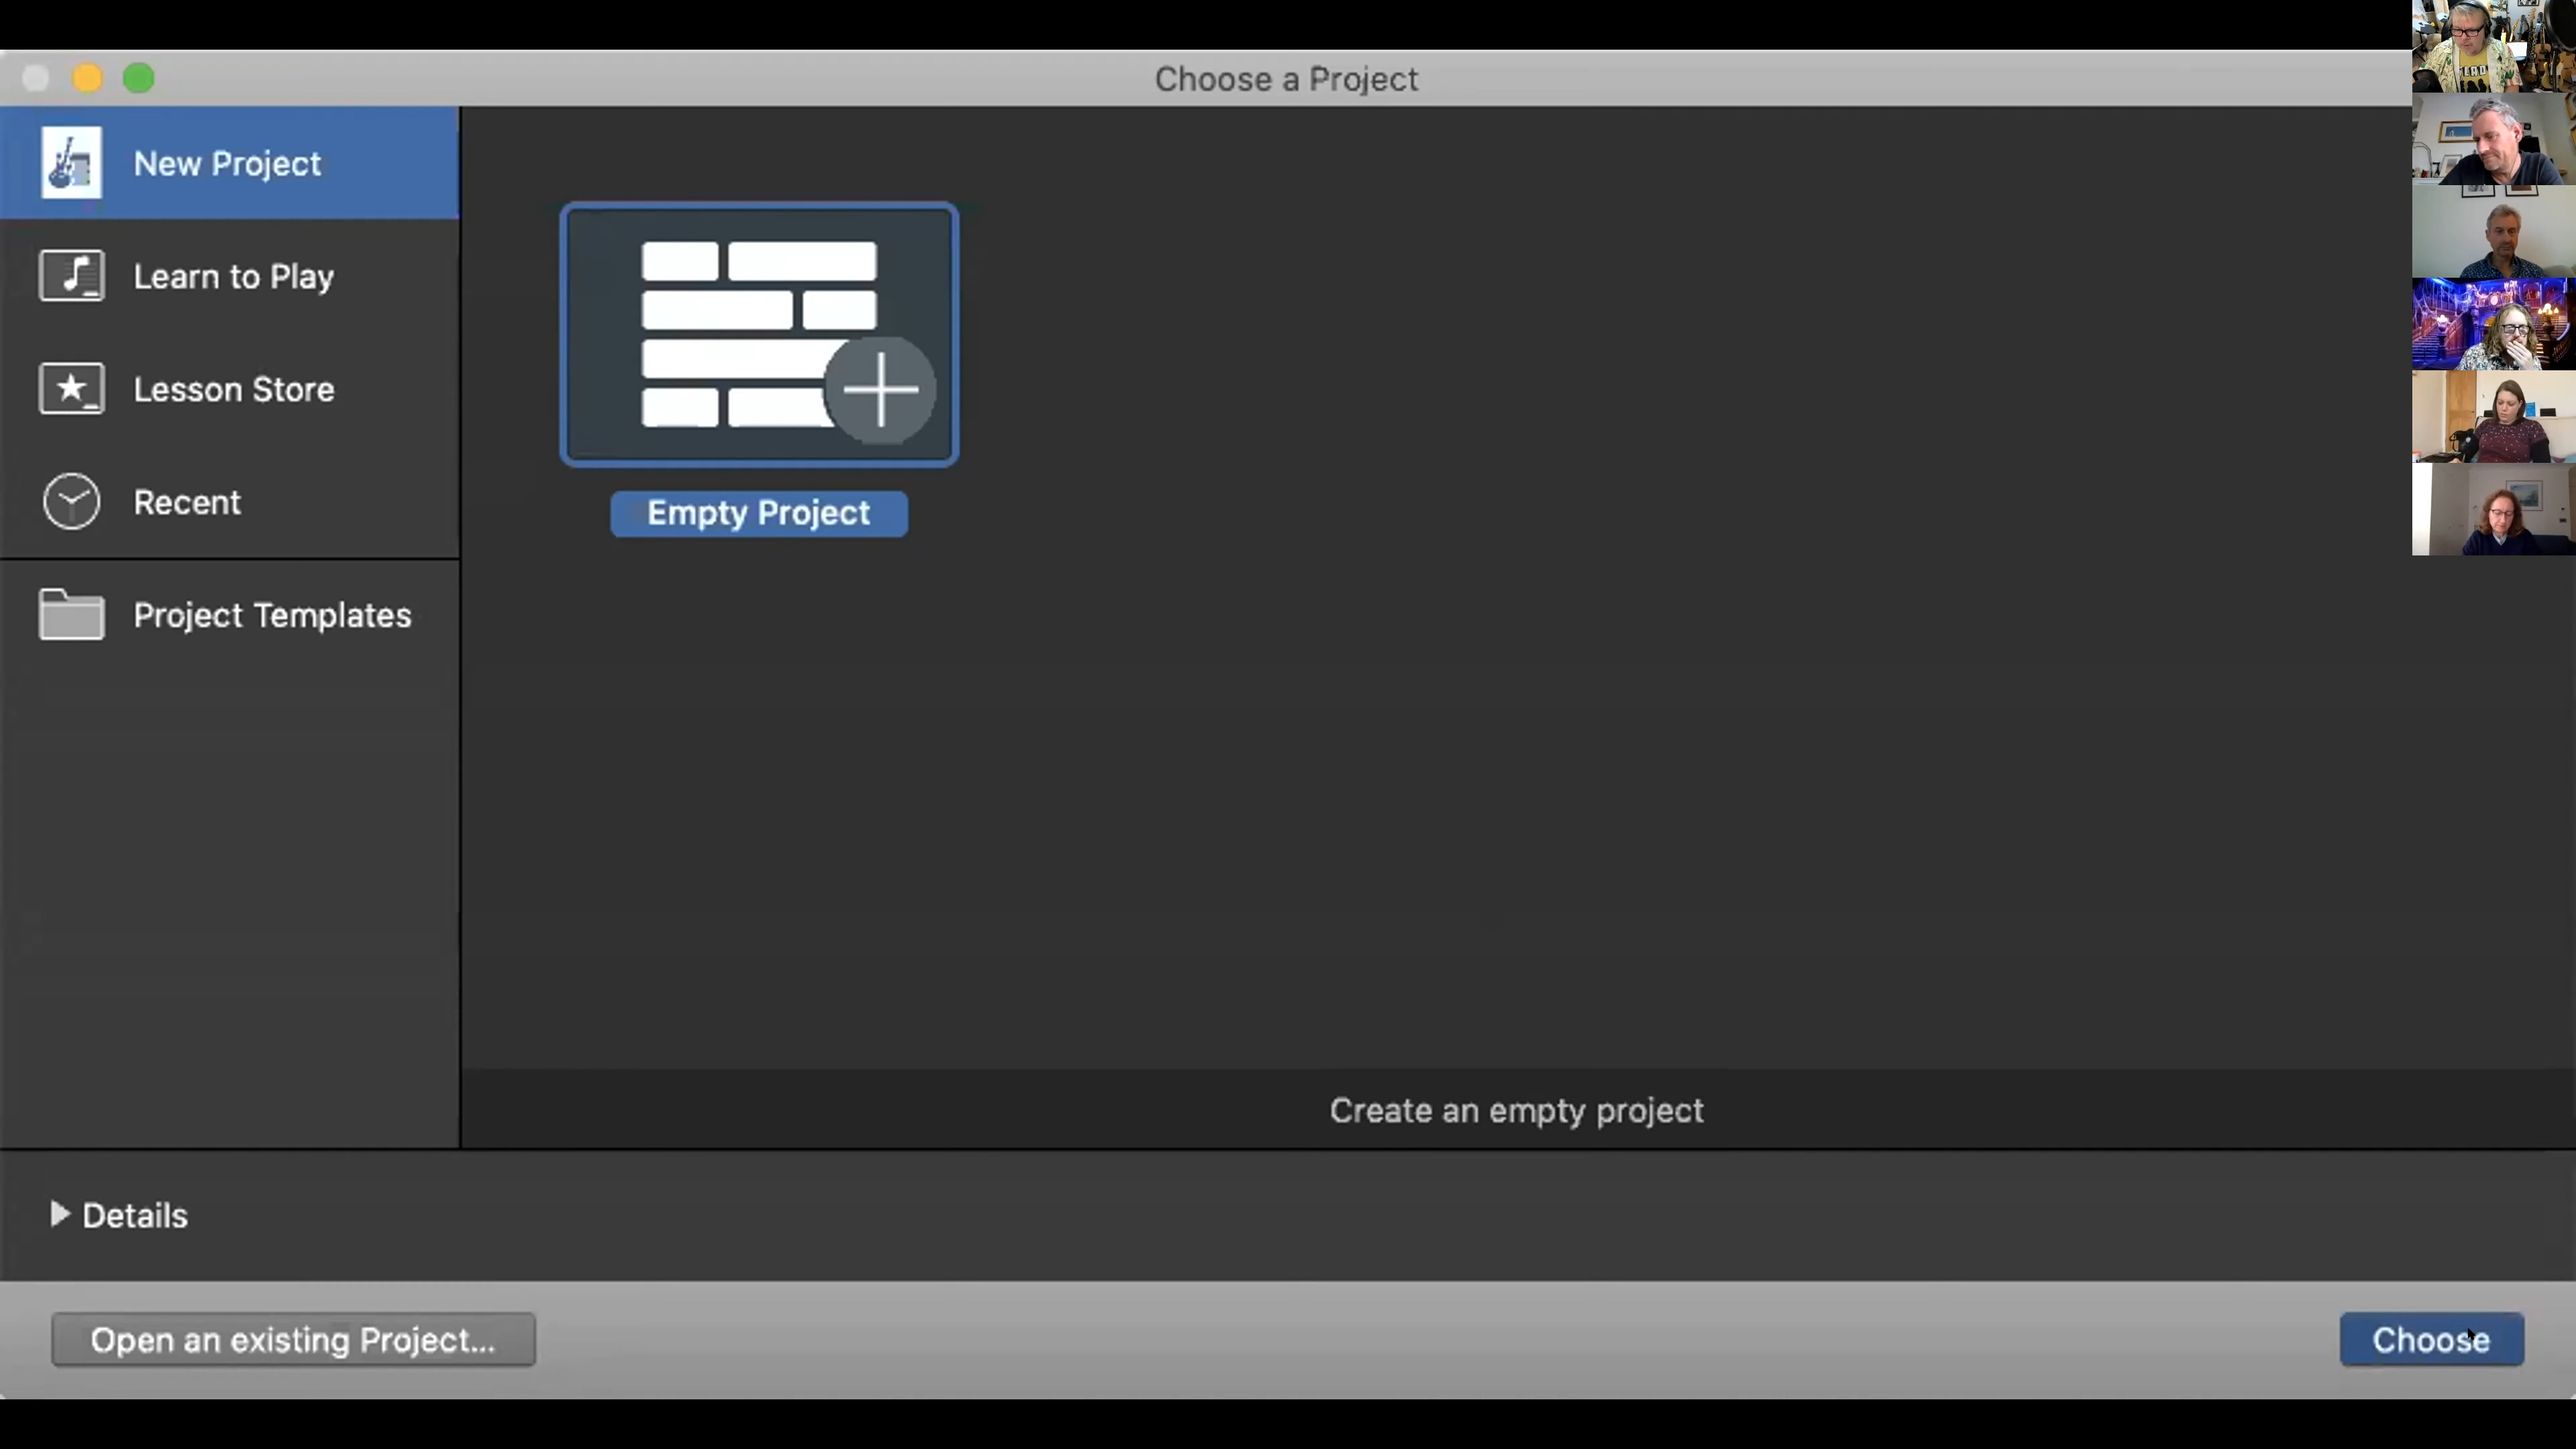 Choose a Project
New Project
Learn to Play
Lesson Store
Recent
Project Templates
Empty Project
Create an empty project
Details
Open an existing Project...
Choose